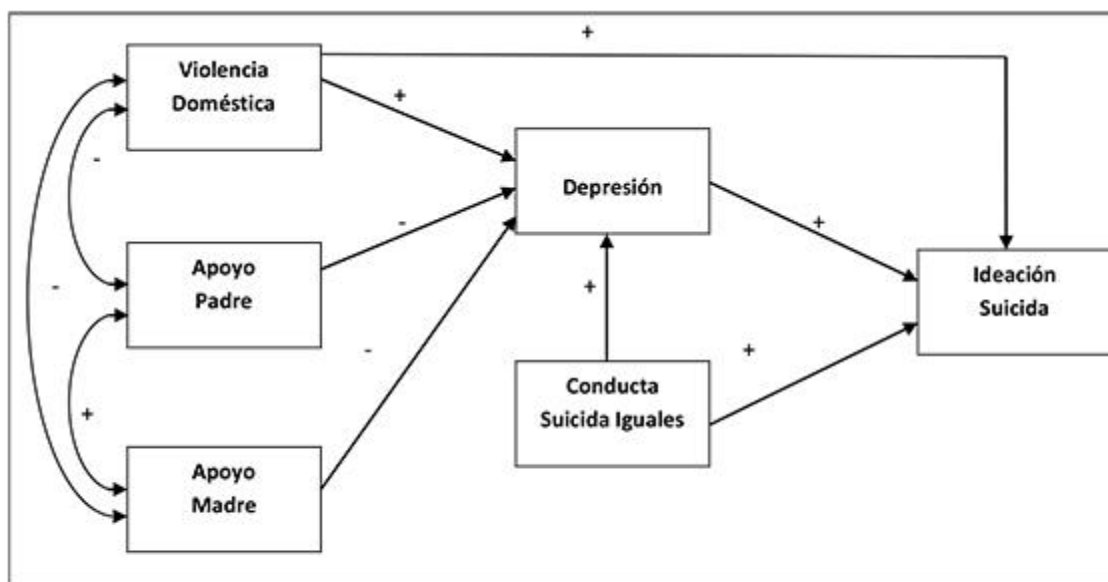 +
Violencia
Doméstica
+
-
Depresión
-
+
Apoyo
Padre
Ideación
Suicida
-
+
-
+
Conducta
Suicida Iguales
+
Apoyo
Madre